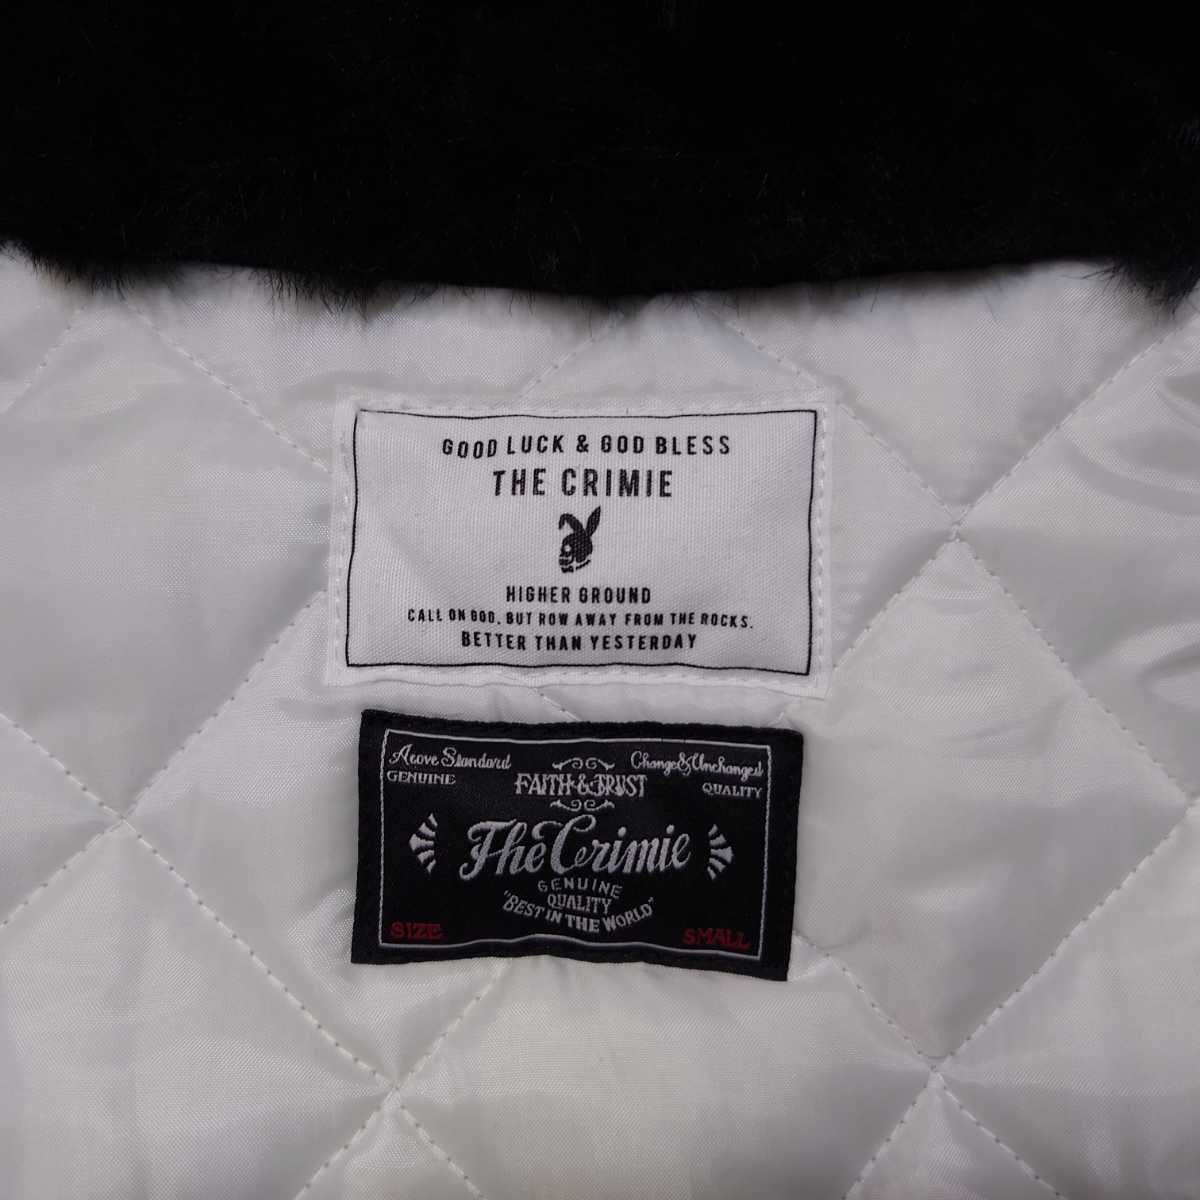 GOOD LUCK & GOD BLESS
THE CRIMIE
HIGHER GROUND
CALL ON GOD, BUT ROW AWAY FROM THE ROCKS.
BETTER THAN YESTERDAY
Acove Standard
GENUINE
FAITH & TRUST
Change & Unchanged
QUALITY
The Crimie
GENUINE
QUALITY
"BEST IN THE WORLD"
SIZE
SMALL